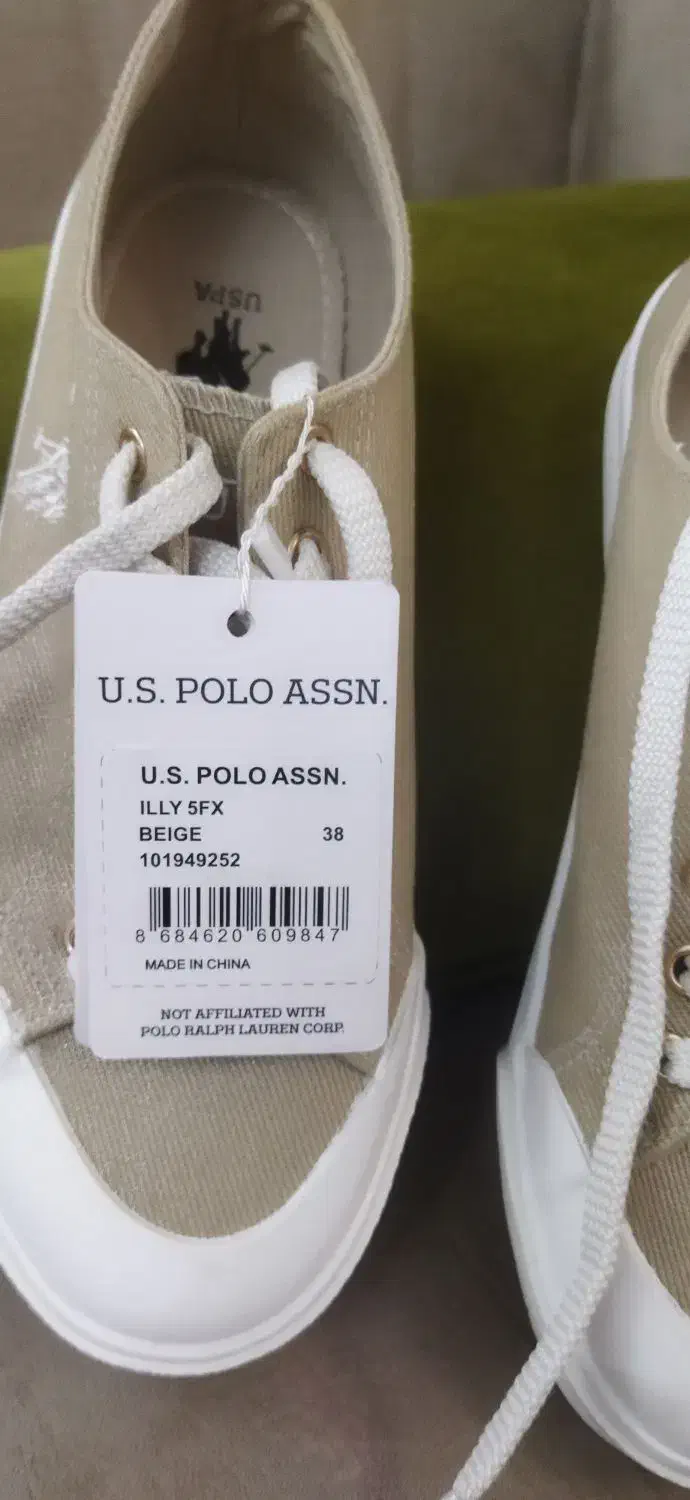 USPA
U.S. POLO ASSN.
U.S. POLO ASSN.
ILLY 5FX
BEIGE 38
101949252
8 684620 609847
MADE IN CHINA
NOT AFFILIATED WITH
POLO RALPH LAUREN CORP.